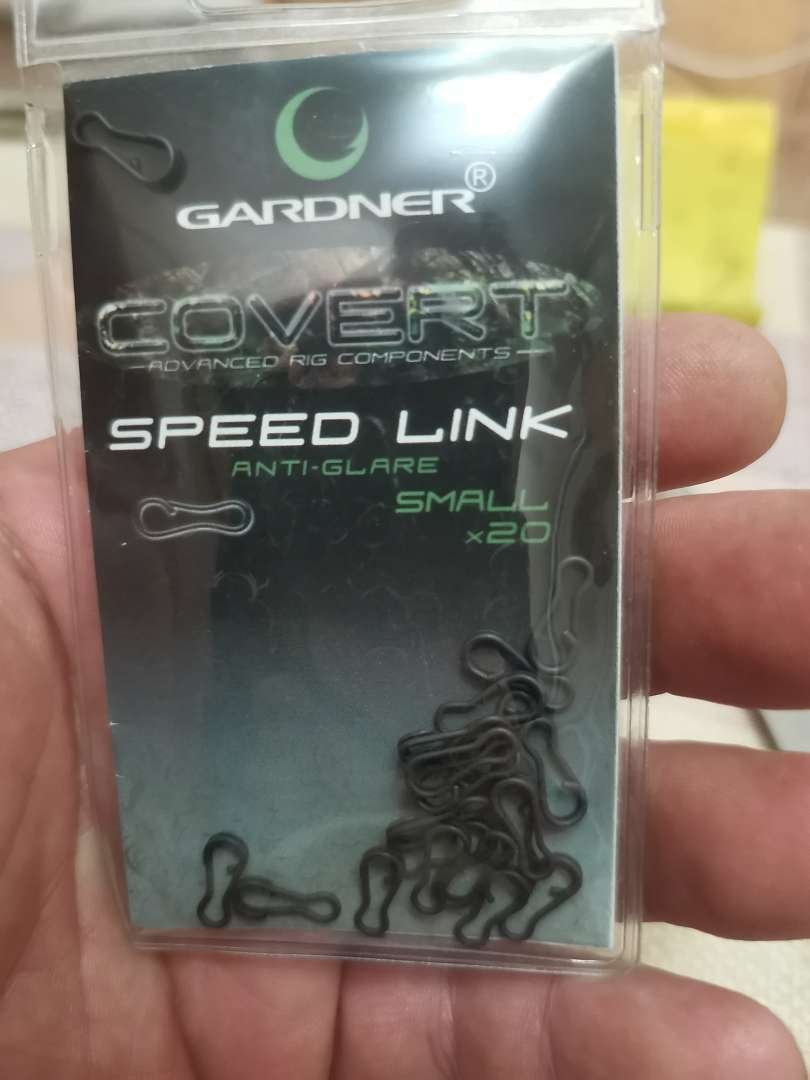 GARDNER®
COVERT
ADVANCED RIG COMPONENTS
SPEED LINK
ANTI-GLARE
SMALL
x20